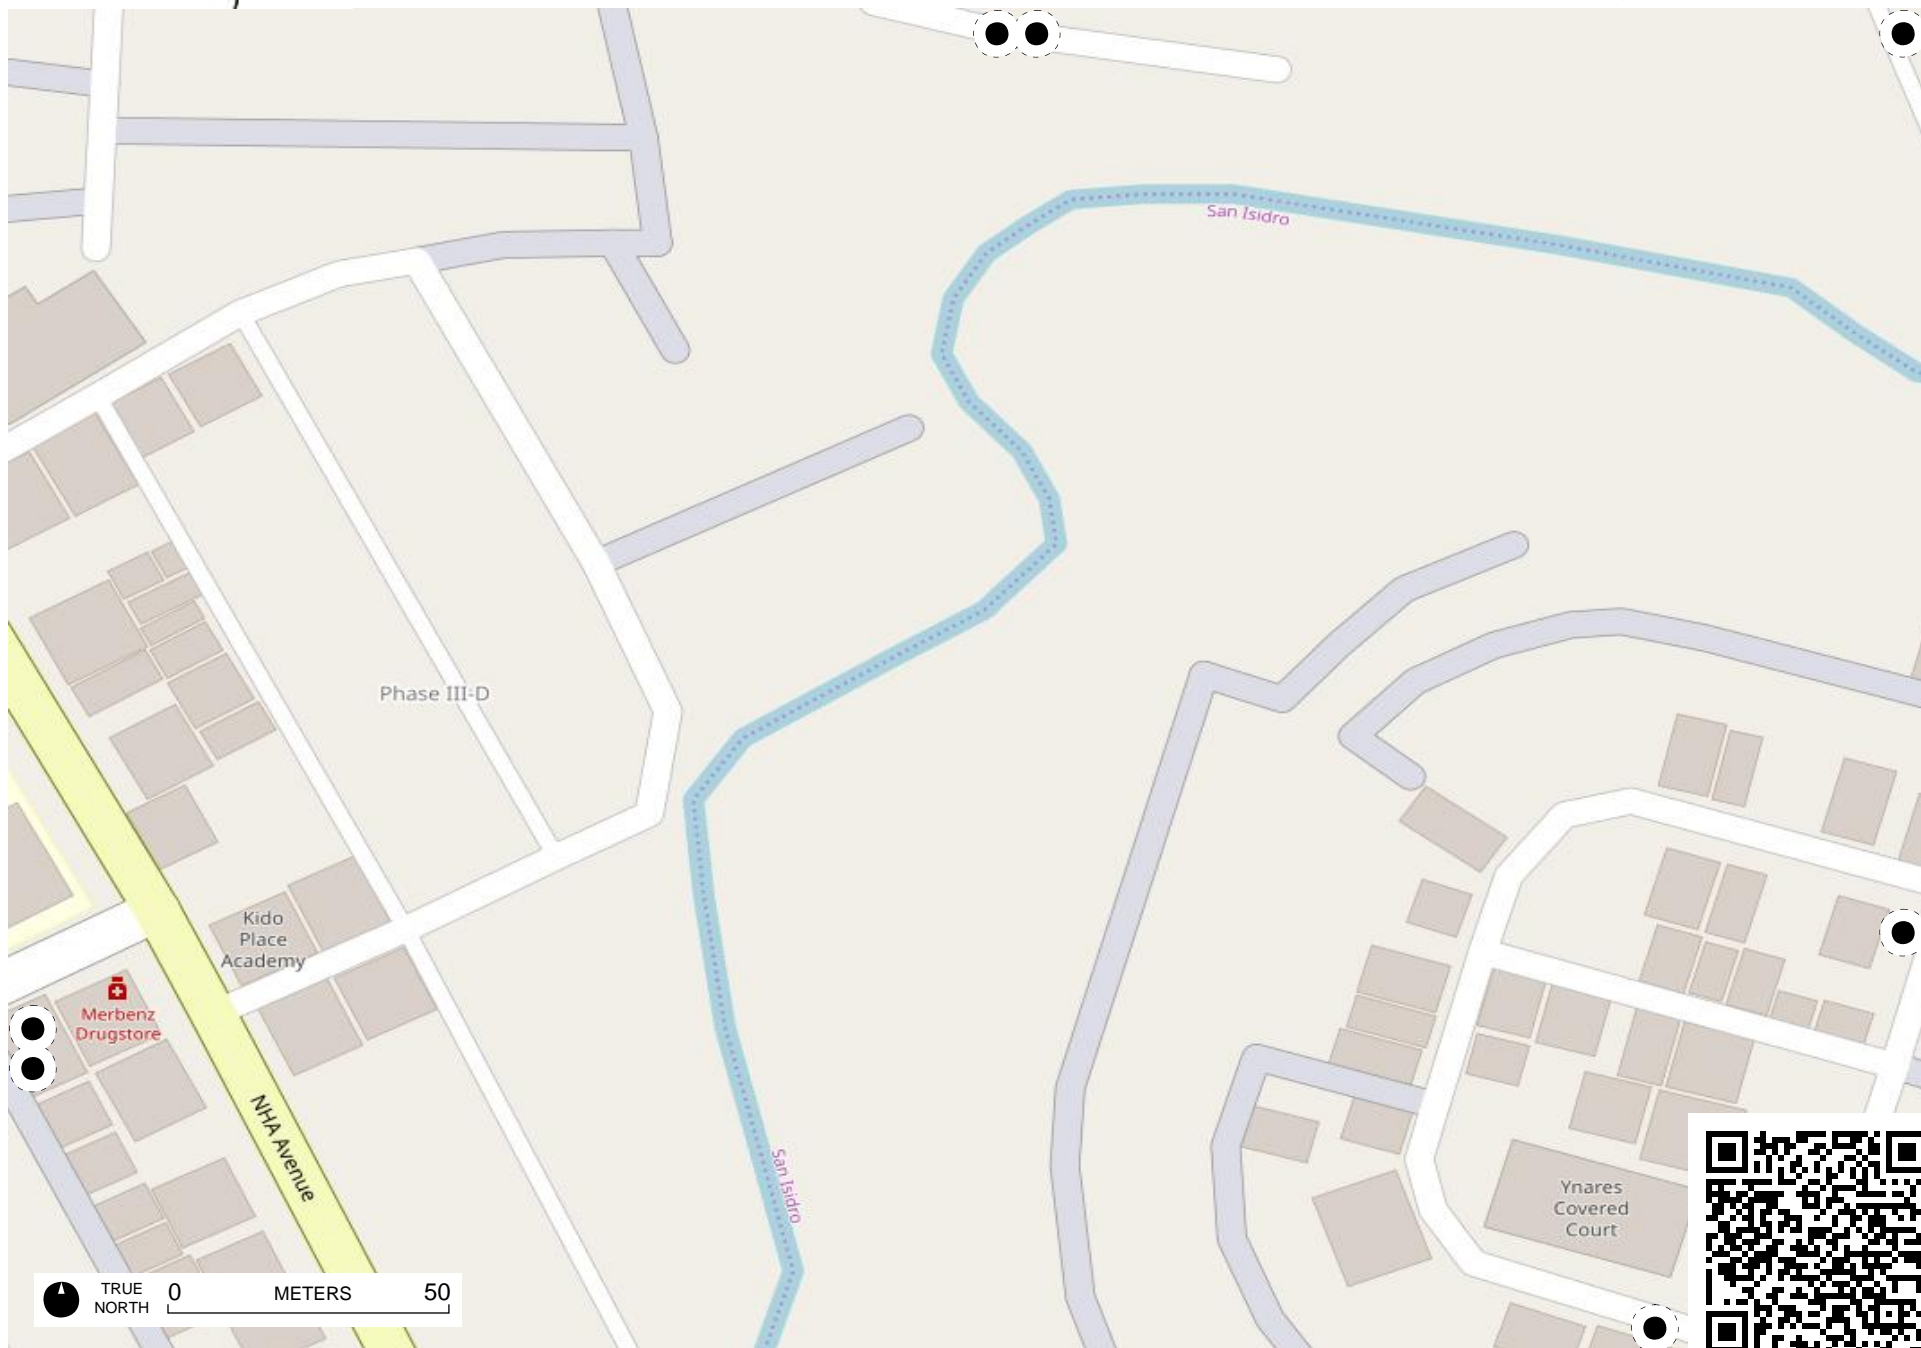 San Isidro
Phase III-D
Kido
Place
Academy
Merbenz
Drugstore
NHA Avenue
San Isidro
Ynares
Covered
Court
TRUE
NORTH
0 METERS 50